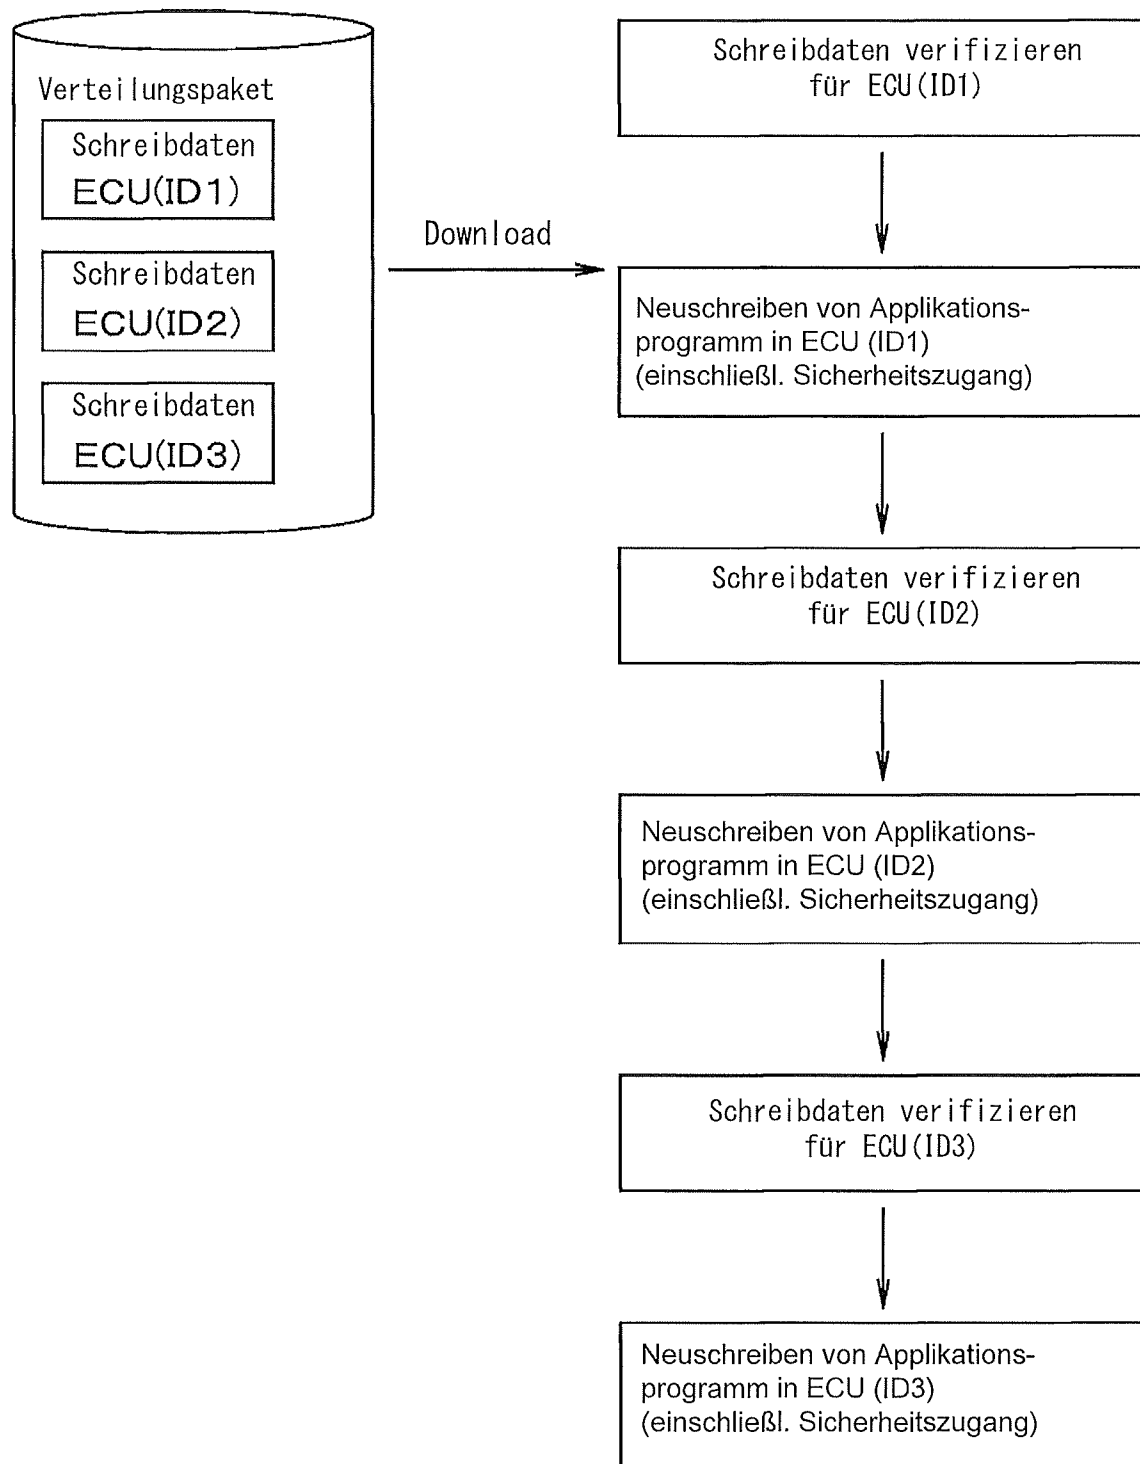 Verteilungspaket
Schreibdaten
ECU(ID1)
Schreibdaten
ECU(ID2)
Schreibdaten
ECU(ID3)
Download
Schreibdaten verifizieren
für ECU(ID1)
Neuschreiben von Applikations-
programm in ECU (ID1)
(einschließl. Sicherheitszugang)
Schreibdaten verifizieren
für ECU(ID2)
Neuschreiben von Applikations-
programm in ECU (ID2)
(einschließl. Sicherheitszugang)
Schreibdaten verifizieren
für ECU(ID3)
Neuschreiben von Applikations-
programm in ECU (ID3)
(einschließl. Sicherheitszugang)